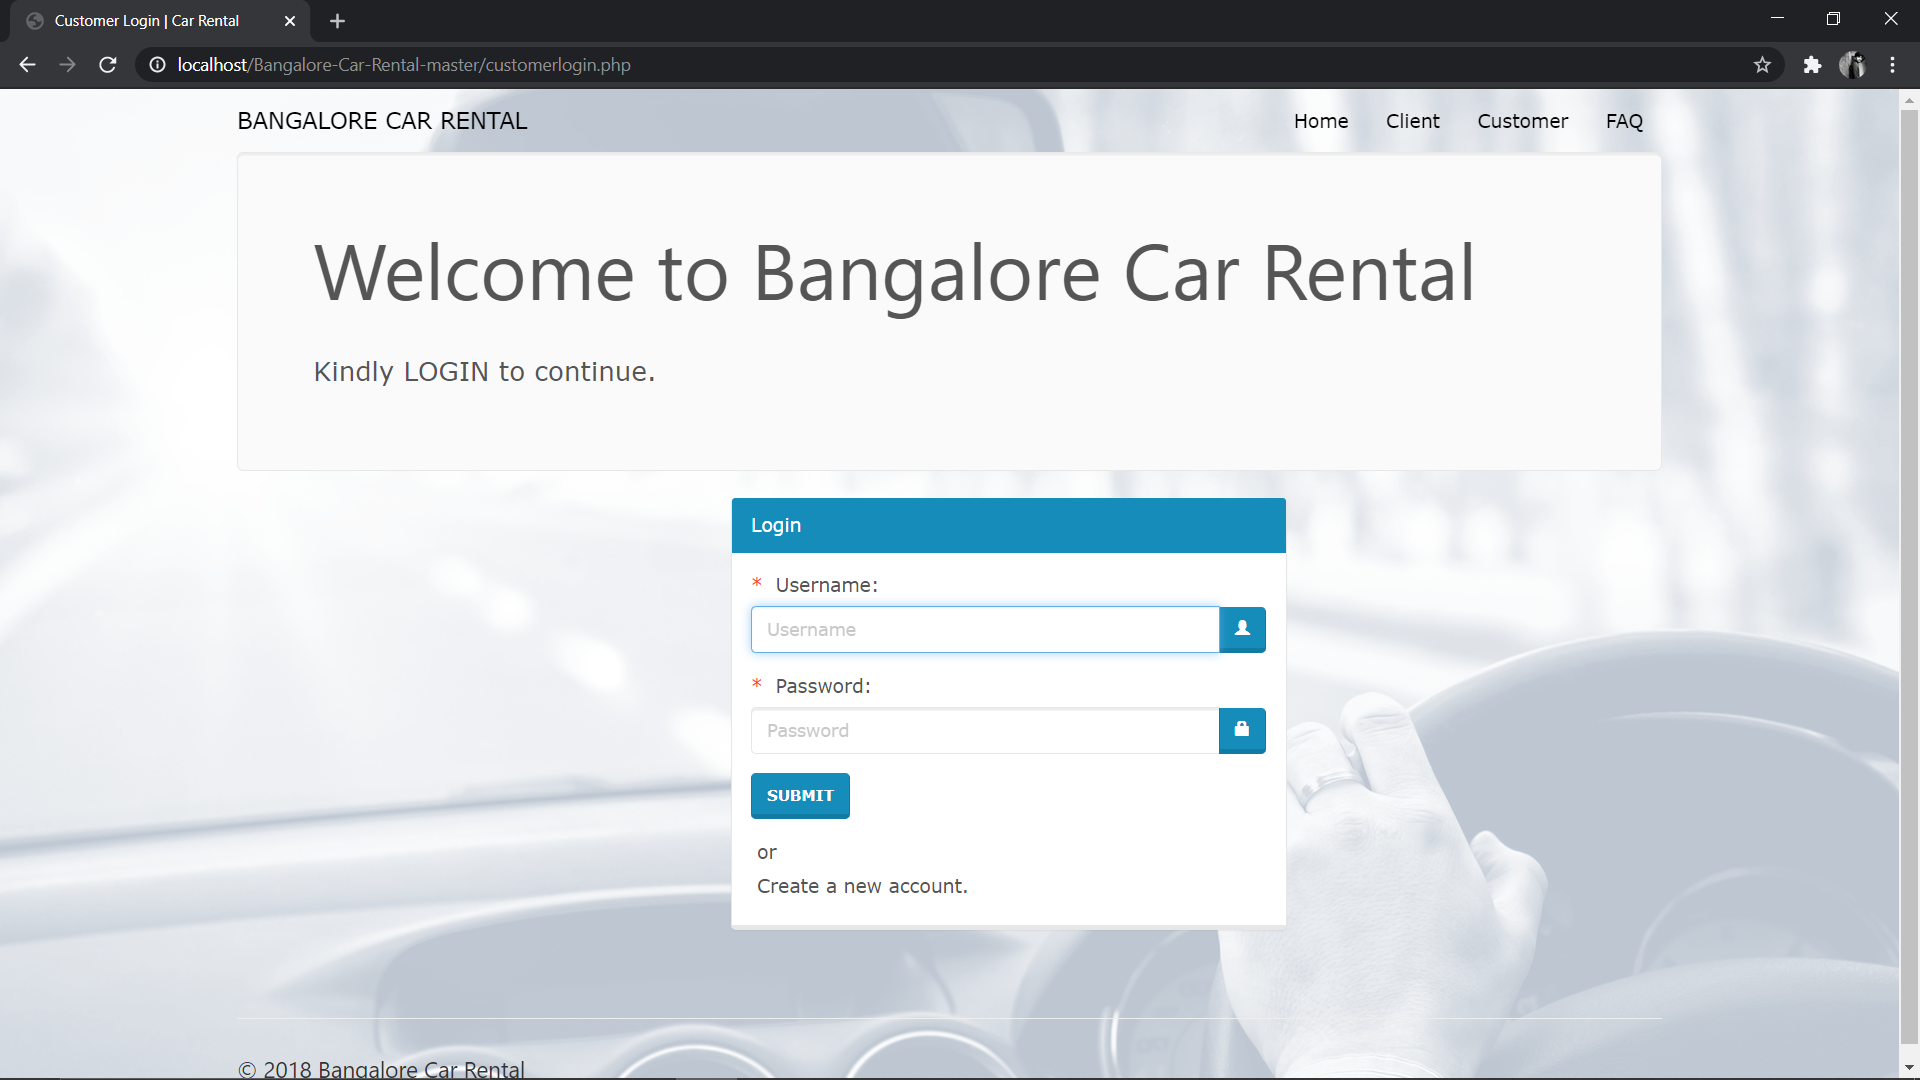 Customer Login | Car Rental
localhost/Bangalore-Car-Rental-master/customerlogin.php
BANGALORE CAR RENTAL
Home
Client
Customer
FAQ
Welcome to Bangalore Car Rental
Kindly LOGIN to continue.
Login
* Username:
Username
* Password:
Password
SUBMIT
or
Create a new account.
© 2018 Bangalore Car Rental